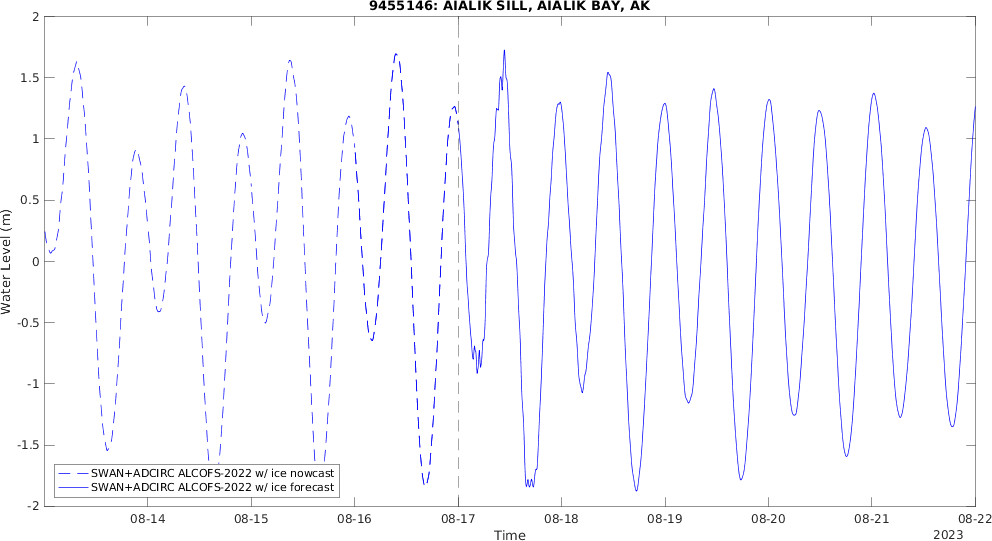 9455146: AIALIK SILL, AIALIK BAY, AK
Water Level (m)
2
1.5
1
0.5
0
-0.5
-1
-1.5
-2
SWAN+ADCIRC ALCOFS-2022 w/ ice nowcast
SWAN+ADCIRC ALCOFS-2022 w/ ice forecast
08-14 08-15 08-16 08-17 08-18 08-19 08-20 08-21 08-22
Time
2023